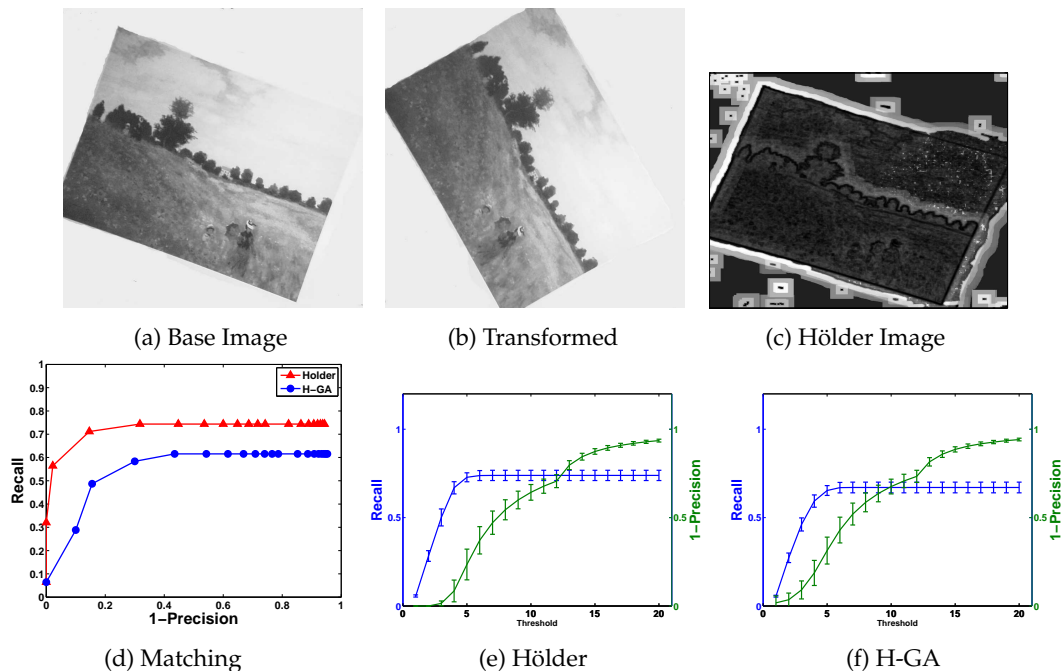 (a) Base Image
(b) Transformed
(c) Hölder Image
1
0.9
0.8
0.7
0.6
0.5
0.4
0.3
0.2
0.1
0
Recall
Holder
H-GA
0 0.2 0.4 0.6 0.8 1
1-Precision
(d) Matching
1
0.5
0
Recall
1
0.5
0
1-Precision
0 5 10 15 20
Threshold
(e) Hölder
1
0.5
0
Recall
1
0.5
0
1-Precision
0 5 10 15 20
Threshold
(f) H-GA